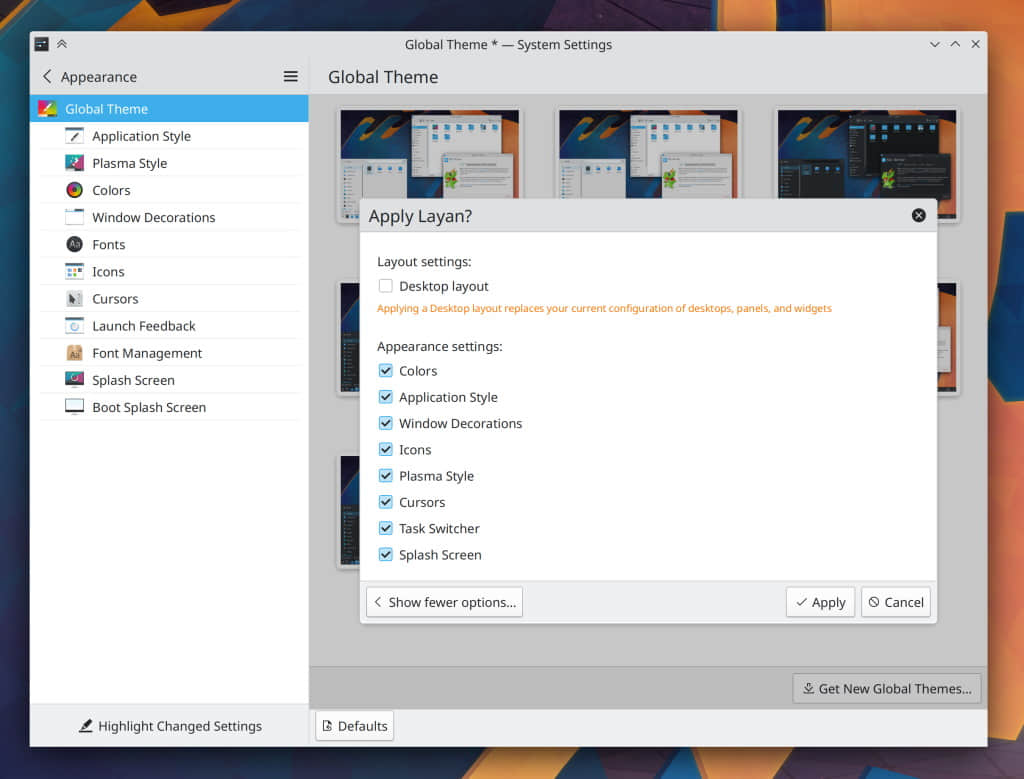 Global Theme * — System Settings
Appearance
Global Theme
Global Theme
Application Style
Plasma Style
Colors
Window Decorations
Fonts
Icons
Cursors
Launch Feedback
Font Management
Splash Screen
Boot Splash Screen
Highlight Changed Settings
Apply Layan?
Layout settings:
Desktop layout
Applying a Desktop layout replaces your current configuration of desktops, panels, and widgets
Appearance settings:
Colors
Application Style
Window Decorations
Icons
Plasma Style
Cursors
Task Switcher
Splash Screen
Show fewer options...
Apply
Cancel
Get New Global Themes...
Defaults